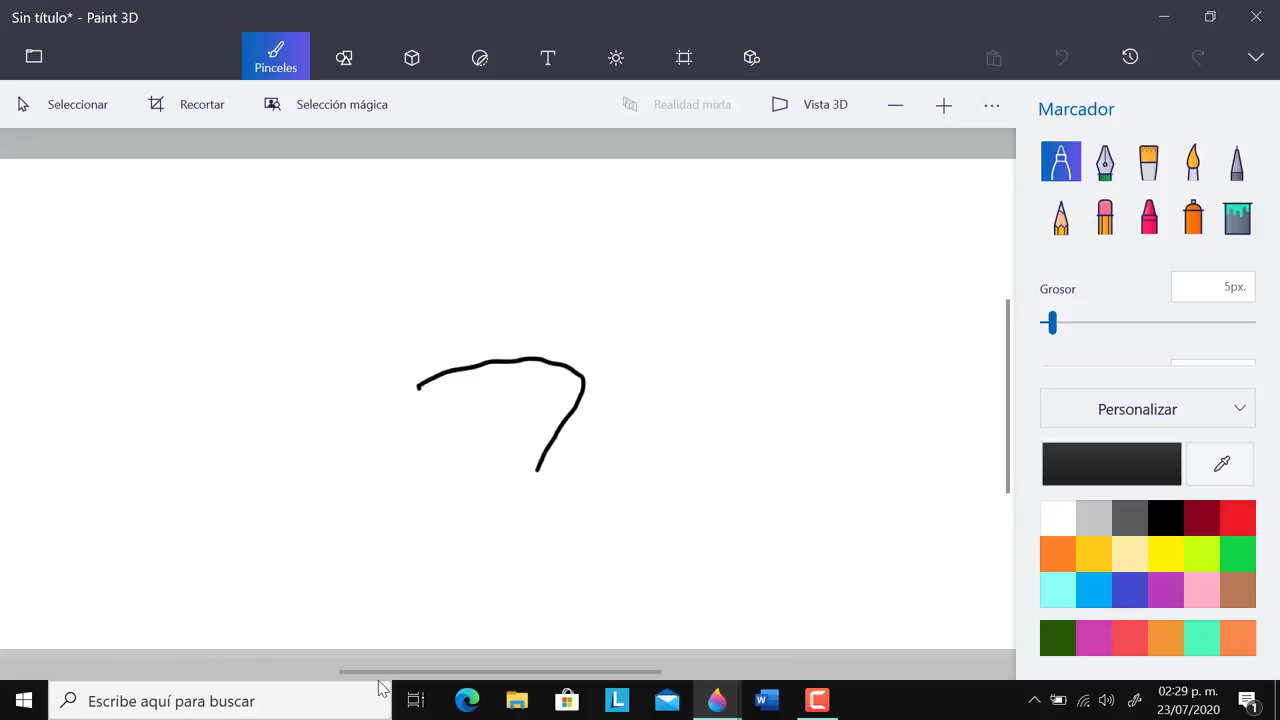 Sin título* - Paint 3D
Pinceles
Seleccionar Recortar Selección mágica Realidad mixta Vista 3D
Marcador
Grosor 5px.
Personalizar
Escribe aquí para buscar
L
W
02:29 p. m.
23/07/2020
1